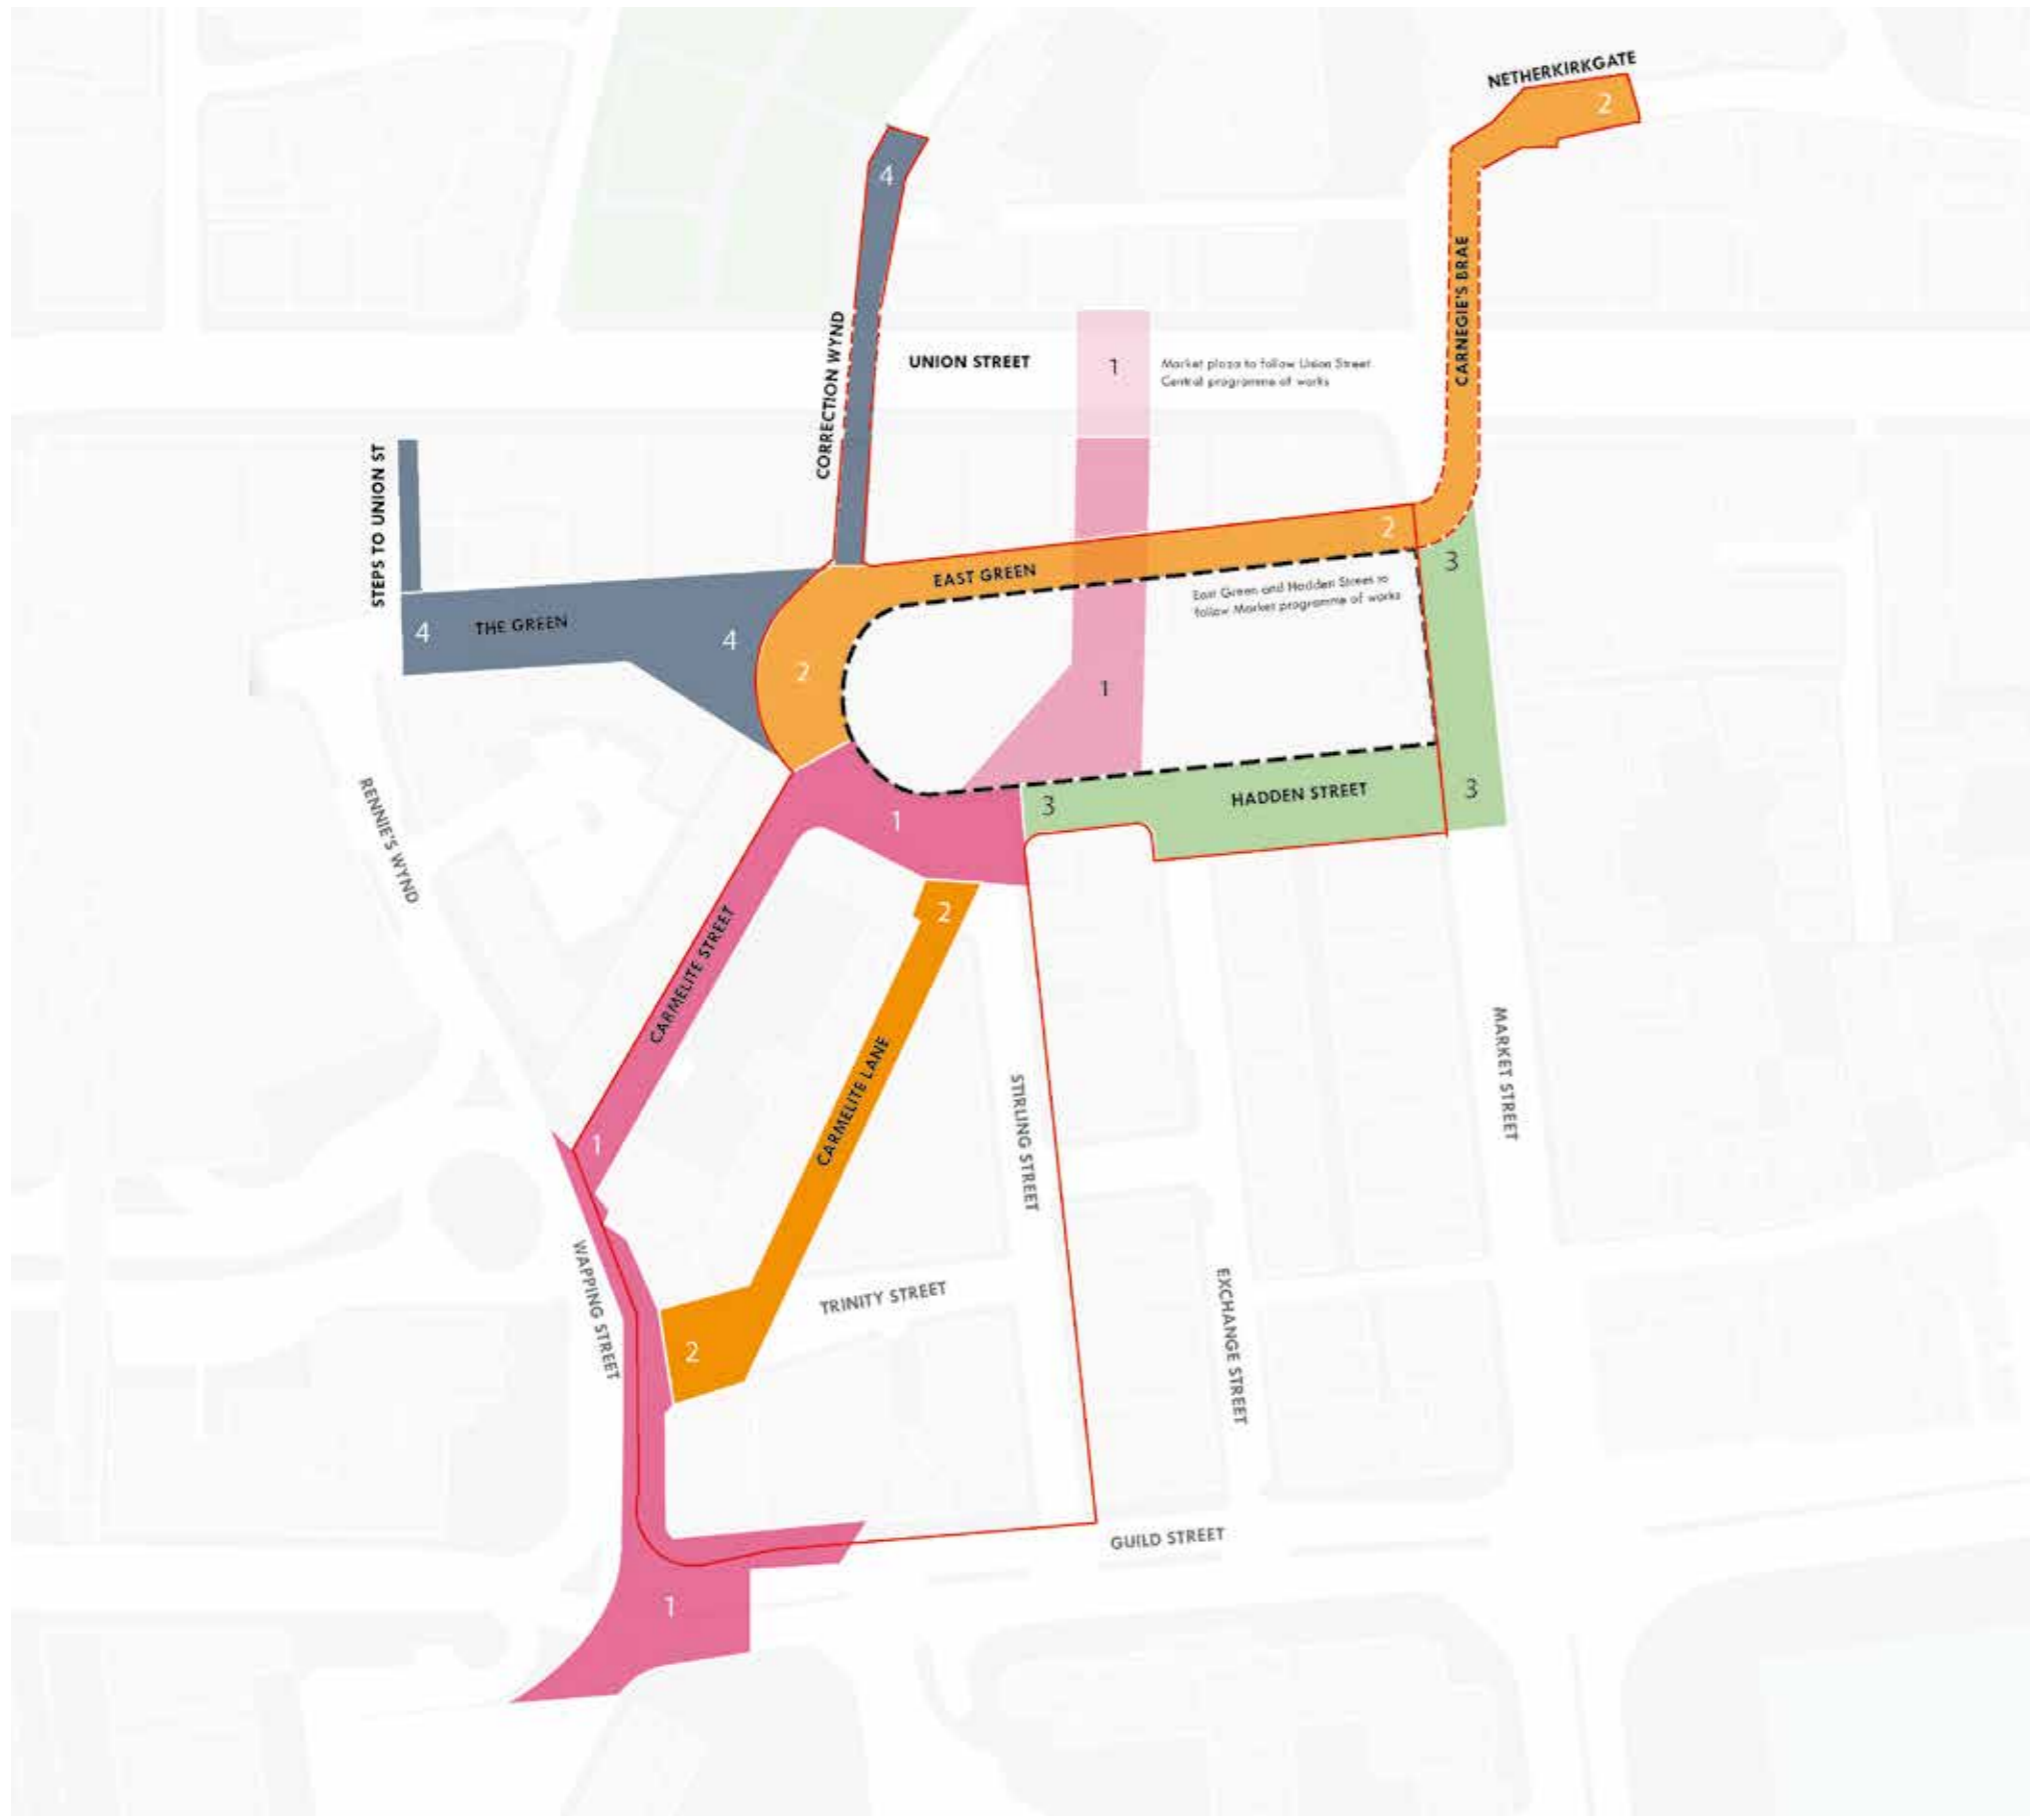 NETHERKIRKGATE
2
4
CARNEGIE'S BRAE
CORRECTION WYND
UNION STREET
1
Market plaza to follow Union Street
Central programme of works
STEPS TO UNION ST
2
EAST GREEN
3
East Green and Hadden Street to
follow Market programme of works
4
THE GREEN
4
2
1
3
HADDEN STREET
3
1
RENNIE'S WYND
2
CARMELITE STREET
CARMELITE LANE
STIRLING STREET
MARKET STREET
1
WAPPING STREET
TRINITY STREET
EXCHANGE STREET
2
GUILD STREET
1